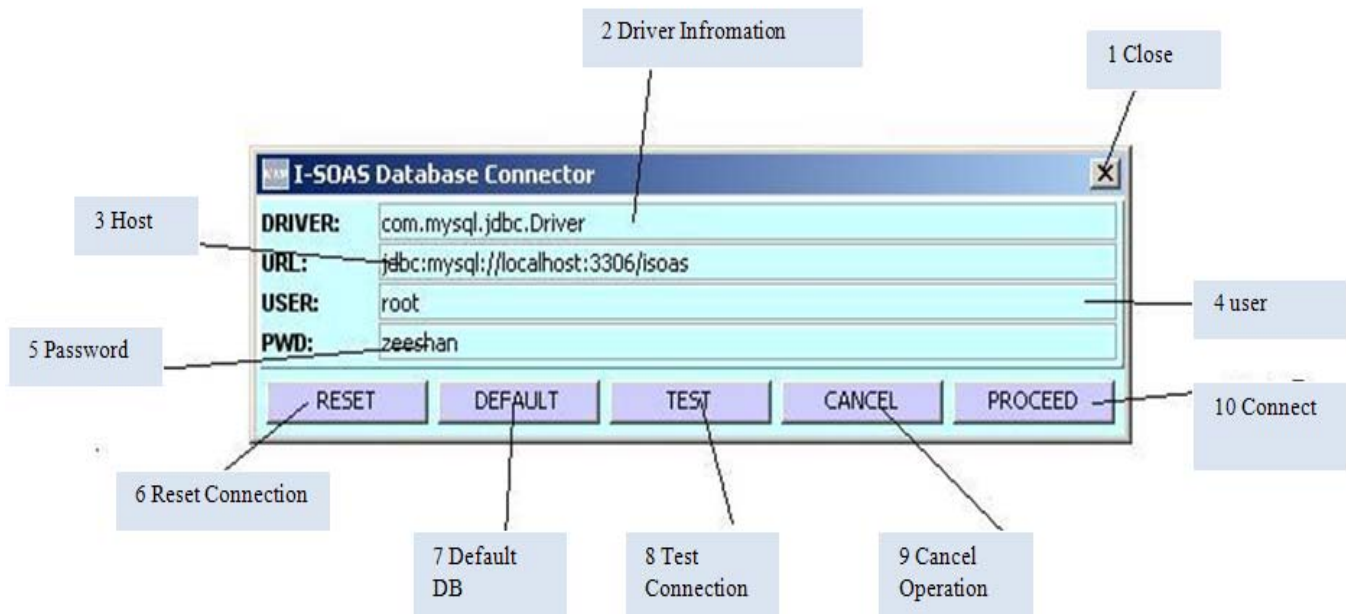 2 Driver Infromation
1 Close
I-SOAS Database Connector
X
3 Host
DRIVER:
com.mysql.jdbc.Driver
URL:
jdbc:mysql://localhost:3306/isoas
USER:
root
4 user
5 Password
PWD:
zeeshan
RESET
DEFAULT
TEST
CANCEL
PROCEED
10 Connect
6 Reset Connection
7 Default
DB
8 Test
Connection
9 Cancel
Operation